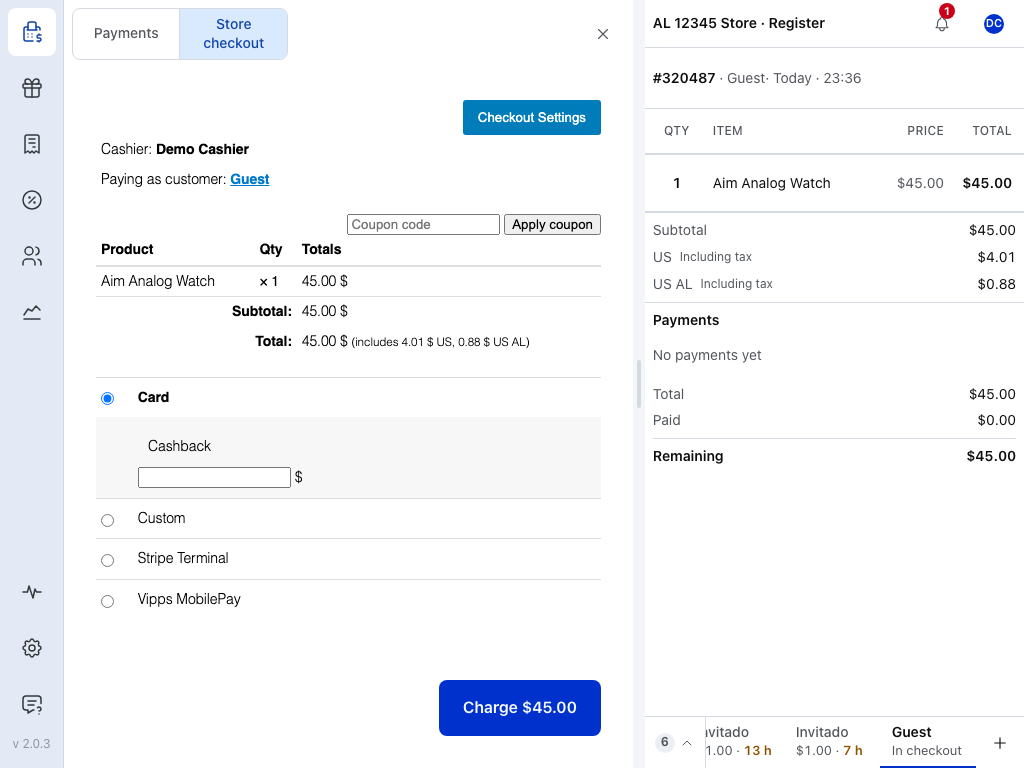 Payments
Store checkout
AL 12345 Store · Register
1
DC
#320487 · Guest· Today · 23:36
Checkout Settings
Cashier: Demo Cashier
Paying as customer: Guest
Coupon code
Apply coupon
Product Qty Totals
Aim Analog Watch × 1 45.00 $
Subtotal: 45.00 $
Total: 45.00 $ (includes 4.01 $ US, 0.88 $ US AL)
Card
Cashback
$
Custom
Stripe Terminal
Vipps MobilePay
Charge $45.00
v 2.0.3
QTY ITEM PRICE TOTAL
1 Aim Analog Watch $45.00 $45.00
Subtotal $45.00
US Including tax $4.01
US AL Including tax $0.88
Payments
No payments yet
Total $45.00
Paid $0.00
Remaining $45.00
6
nvitado
1.00 · 13 h
Invitado
$1.00 · 7 h
Guest
In checkout